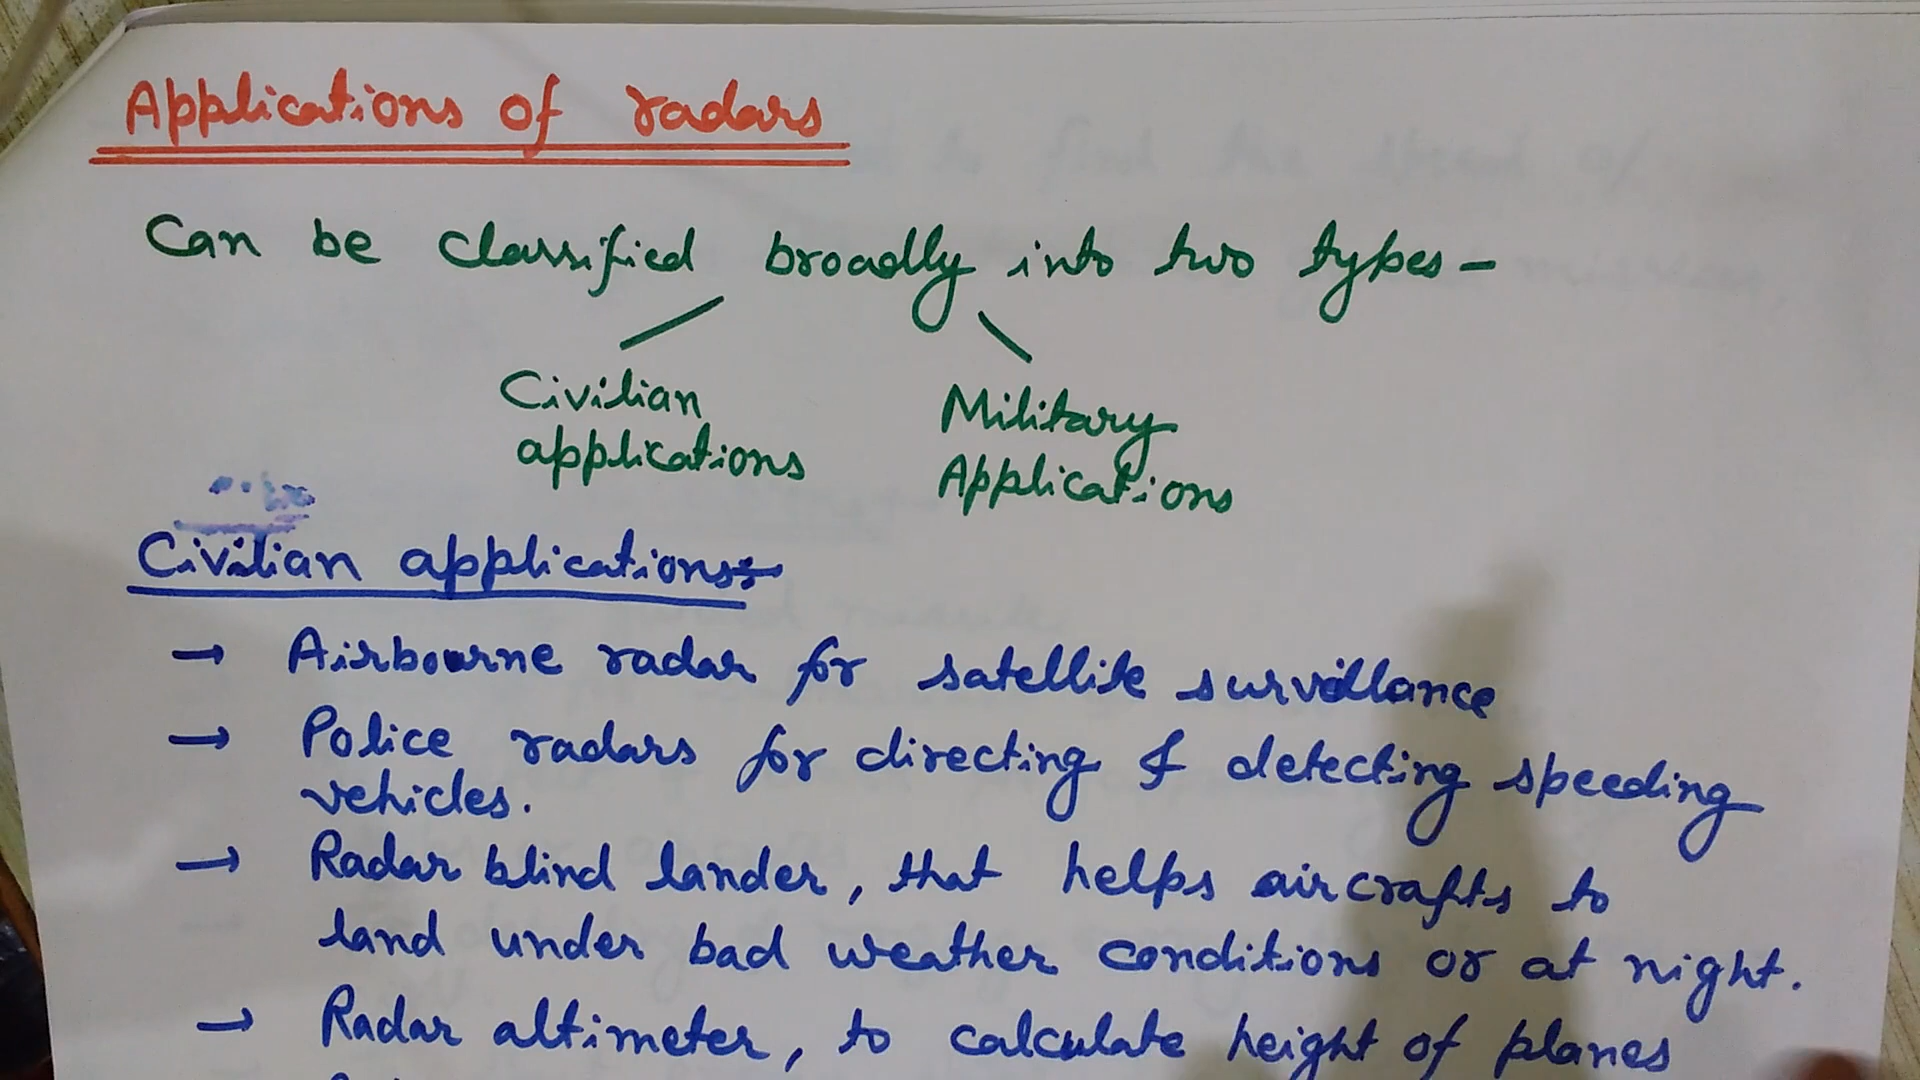 Applications of radars
Can be classified broadly into two types -
Civilian applications
Military Applications
Civilian applications:-
→ Airbourne radar for satellite survillance
→ Police radars for directing & detecting speeding
vehicles.
→ Radar blind lander, that helps aircrafts to
land under bad weather conditions or at night.
→ Radar altimeter, to calculate height of planes